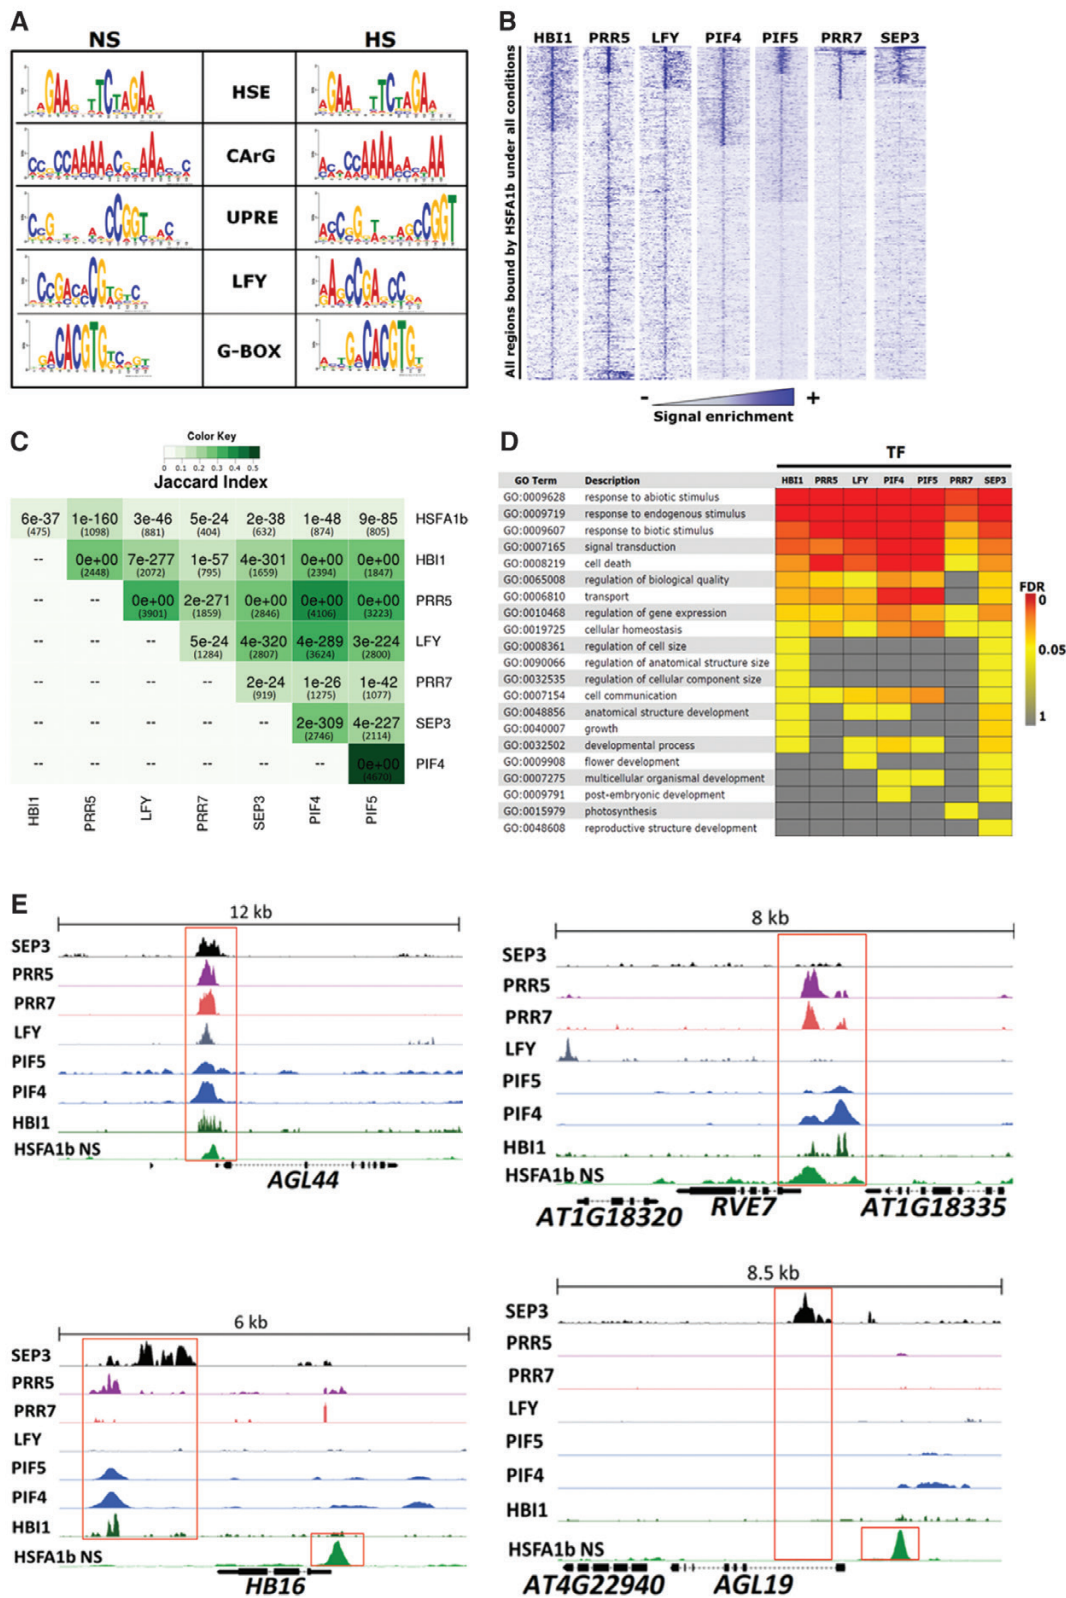 A
NS
HS
HSE
CArG
UPRE
LFY
G-BOX
B
HBI1 PRR5 LFY PIF4 PIF5 PRR7 SEP3
All regions bound by HSFA1b under all conditions
- +
Signal enrichment
C
Color Key
0 0.1 0.2 0.3 0.4 0.5
Jaccard Index
6e-37 1e-160 3e-46 5e-24 2e-38 1e-48 9e-85 HSFA1b
(475) (1098) (881) (404) (632) (874) (805)
-- 0e+00 7e-277 1e-57 4e-301 0e+00 0e+00 HBI1
(2448) (2072) (795) (1659) (2394) (1847)
-- -- 0e+00 2e-271 0e+00 0e+00 0e+00 PRR5
(3901) (1859) (2846) (4106) (3223)
-- -- -- 5e-24 4e-320 4e-289 3e-224 LFY
(1284) (2807) (3624) (2800)
-- -- -- -- 2e-24 1e-26 1e-42 PRR7
(919) (1275) (1077)
-- -- -- -- -- 2e-309 4e-227 SEP3
(2746) (2114)
-- -- -- -- -- -- 0e+00 PIF4
(4670)
HBI1 PRR5 LFY PRR7 SEP3 PIF4 PIF5
D
TF
GO Term Description HBI1 PRR5 LFY PIF4 PIF5 PRR7 SEP3
GO:0009628 response to abiotic stimulus
GO:0009719 response to endogenous stimulus
GO:0009607 response to biotic stimulus
GO:0007165 signal transduction
GO:0008219 cell death
GO:0065008 regulation of biological quality
GO:0006810 transport
GO:0010468 regulation of gene expression
GO:0019725 cellular homeostasis
GO:0008361 regulation of cell size
GO:0090066 regulation of anatomical structure size
GO:0032535 regulation of cellular component size
GO:0007154 cell communication
GO:0048856 anatomical structure development
GO:0040007 growth
GO:0032502 developmental process
GO:0009908 flower development
GO:0007275 multicellular organismal development
GO:0009791 post-embryonic development
GO:0015979 photosynthesis
GO:0048608 reproductive structure development
FDR
0
0.05
1
E
12 kb
SEP3
PRR5
PRR7
LFY
PIF5
PIF4
HBI1
HSFA1b NS
AGL44
8 kb
SEP3
PRR5
PRR7
LFY
PIF5
PIF4
HBI1
HSFA1b NS
AT1G18320 RVE7 AT1G18335
6 kb
SEP3
PRR5
PRR7
LFY
PIF5
PIF4
HBI1
HSFA1b NS
HB16
8.5 kb
SEP3
PRR5
PRR7
LFY
PIF5
PIF4
HBI1
HSFA1b NS
AT4G22940 AGL19